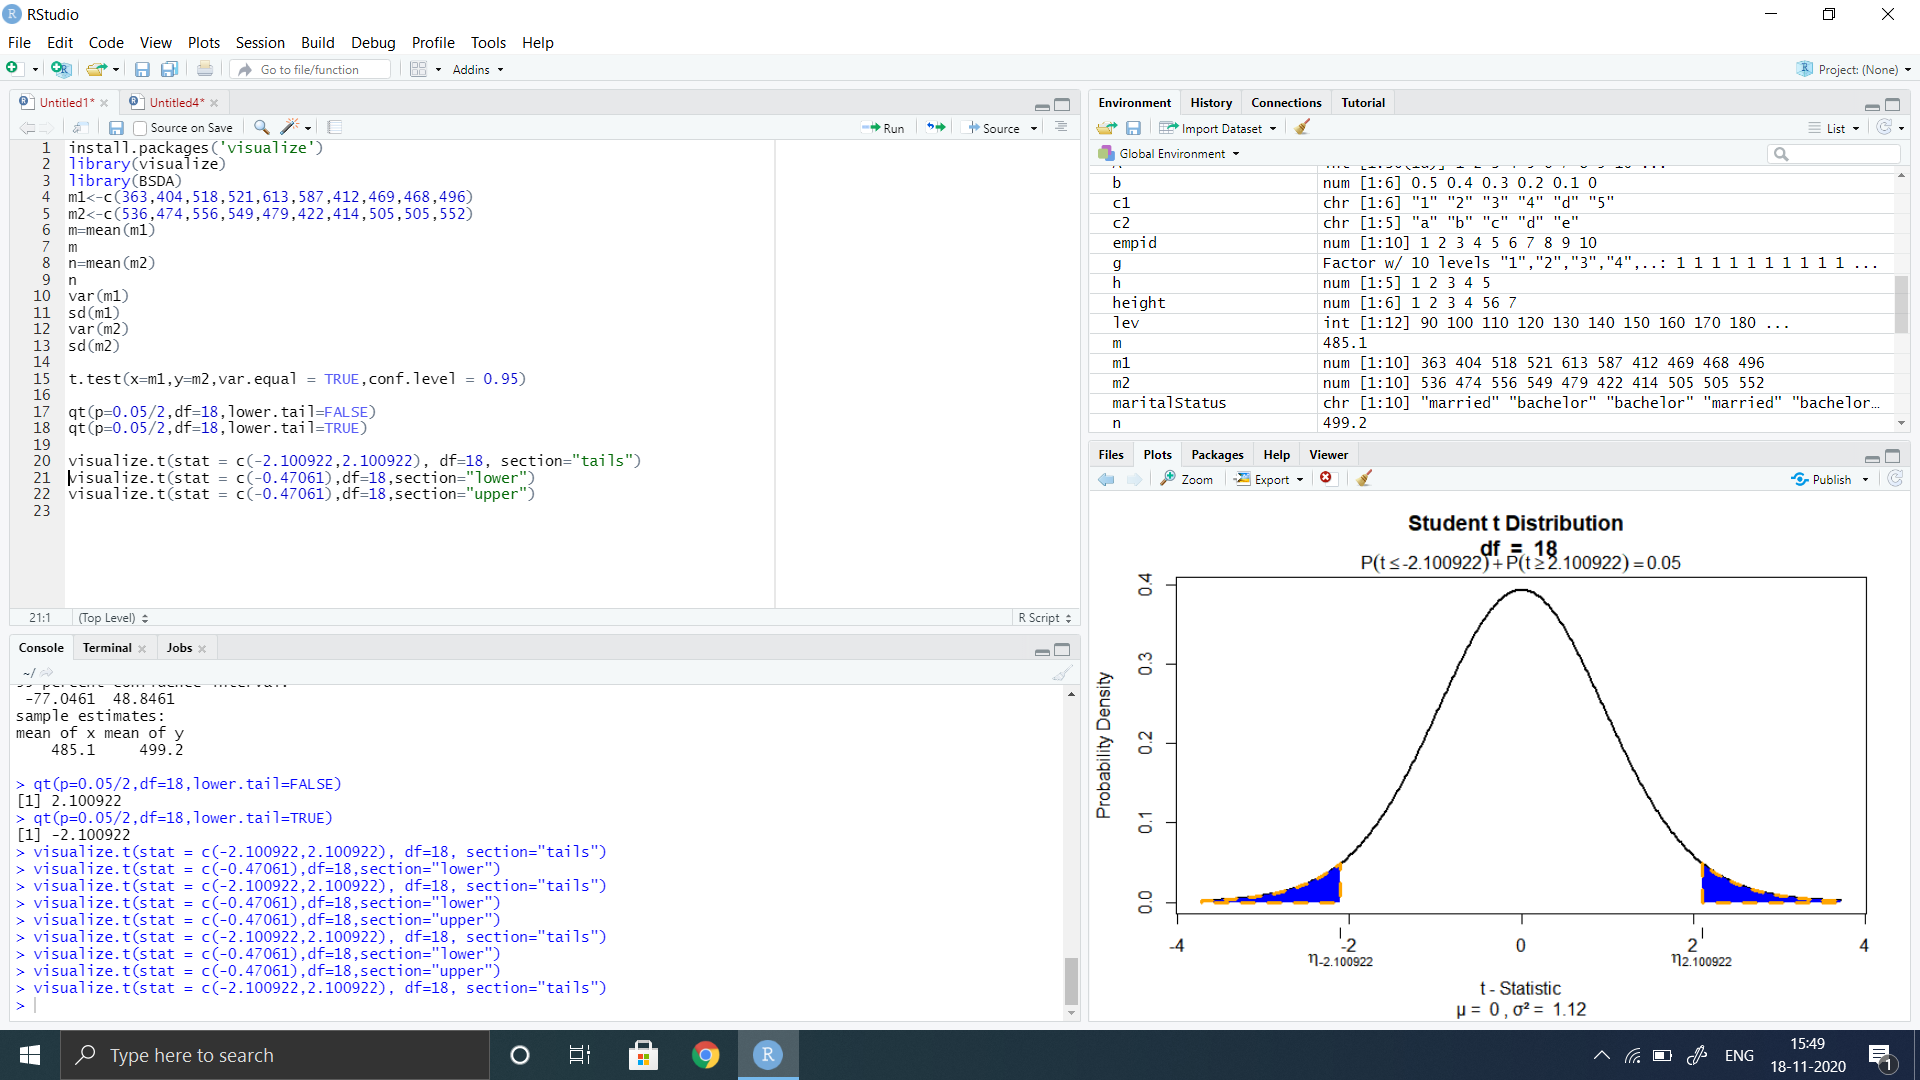 RStudio
File Edit Code View Plots Session Build Debug Profile Tools Help
Go to file/function Addins Project: (None)
Untitled1* Untitled4*
Source on Save Run Source
1 install.packages('visualize')
2 library(visualize)
3 library(BSDA)
4 m1<-c(363,404,518,521,613,587,412,469,468,496)
5 m2<-c(536,474,556,549,479,422,414,505,505,552)
6 m=mean(m1)
7 m
8 n=mean(m2)
9 n
10 var(m1)
11 sd(m1)
12 var(m2)
13 sd(m2)
14
15 t.test(x=m1,y=m2,var.equal = TRUE,conf.level = 0.95)
16
17 qt(p=0.05/2,df=18,lower.tail=FALSE)
18 qt(p=0.05/2,df=18,lower.tail=TRUE)
19
20 visualize.t(stat = c(-2.100922,2.100922), df=18, section="tails")
21 visualize.t(stat = c(-0.47061),df=18,section="lower")
22 visualize.t(stat = c(-0.47061),df=18,section="upper")
23
21:1 (Top Level) R Script
Console Terminal Jobs
~/
-77.0461 48.8461
sample estimates:
mean of x mean of y
485.1 499.2
> qt(p=0.05/2,df=18,lower.tail=FALSE)
[1] 2.100922
> qt(p=0.05/2,df=18,lower.tail=TRUE)
[1] -2.100922
> visualize.t(stat = c(-2.100922,2.100922), df=18, section="tails")
> visualize.t(stat = c(-0.47061),df=18,section="lower")
> visualize.t(stat = c(-2.100922,2.100922), df=18, section="tails")
> visualize.t(stat = c(-0.47061),df=18,section="lower")
> visualize.t(stat = c(-0.47061),df=18,section="upper")
> visualize.t(stat = c(-2.100922,2.100922), df=18, section="tails")
> visualize.t(stat = c(-0.47061),df=18,section="lower")
> visualize.t(stat = c(-0.47061),df=18,section="upper")
> visualize.t(stat = c(-2.100922,2.100922), df=18, section="tails")
>
Environment History Connections Tutorial
Import Dataset List
Global Environment
b num [1:6] 0.5 0.4 0.3 0.2 0.1 0
c1 chr [1:6] "1" "2" "3" "4" "d" "5"
c2 chr [1:5] "a" "b" "c" "d" "e"
empid num [1:10] 1 2 3 4 5 6 7 8 9 10
g Factor w/ 10 levels "1","2","3","4",..: 1 1 1 1 1 1 1 1 1 1 ...
h num [1:5] 1 2 3 4 5
height num [1:6] 1 2 3 4 56 7
lev int [1:12] 90 100 110 120 130 140 150 160 170 180 ...
m 485.1
m1 num [1:10] 363 404 518 521 613 587 412 469 468 496
m2 num [1:10] 536 474 556 549 479 422 414 505 505 552
maritalStatus chr [1:10] "married" "bachelor" "bachelor" "married" "bachelor…
n 499.2
Files Plots Packages Help Viewer
Zoom Export Publish
Student t Distribution
df = 18
P(t ≤ -2.100922) + P(t ≥ 2.100922) = 0.05
Probability Density
0.4
0.3
0.2
0.1
0.0
-4 -2 0 2 4
η-2.100922 η2.100922
t - Statistic
μ = 0 , σ² = 1.12
Type here to search
ENG
15:49
18-11-2020
1